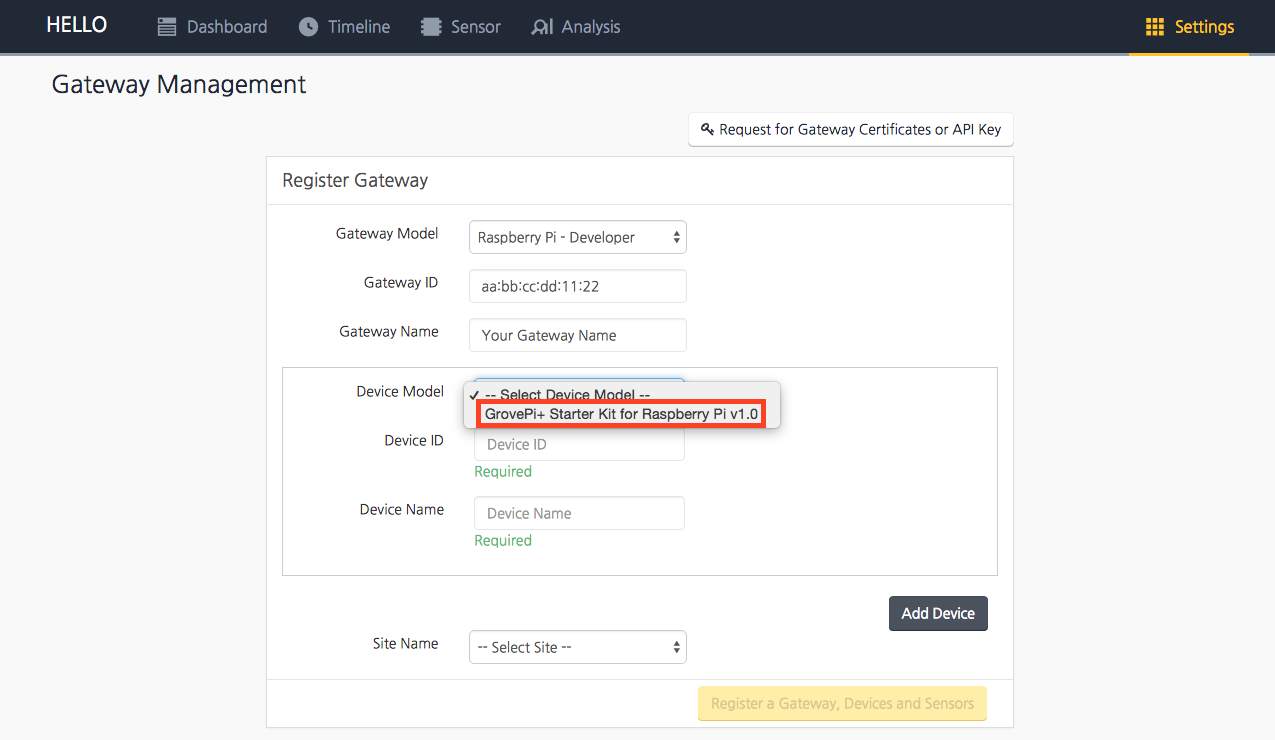 HELLO Dashboard Timeline Sensor Analysis Settings
Gateway Management
Request for Gateway Certificates or API Key
Register Gateway
Gateway Model Raspberry Pi - Developer
Gateway ID aa:bb:cc:dd:11:22
Gateway Name Your Gateway Name
Device Model -- Select Device Model --
GrovePi+ Starter Kit for Raspberry Pi v1.0
Device ID Device ID
Required
Device Name Device Name
Required
Add Device
Site Name -- Select Site --
Register a Gateway, Devices and Sensors